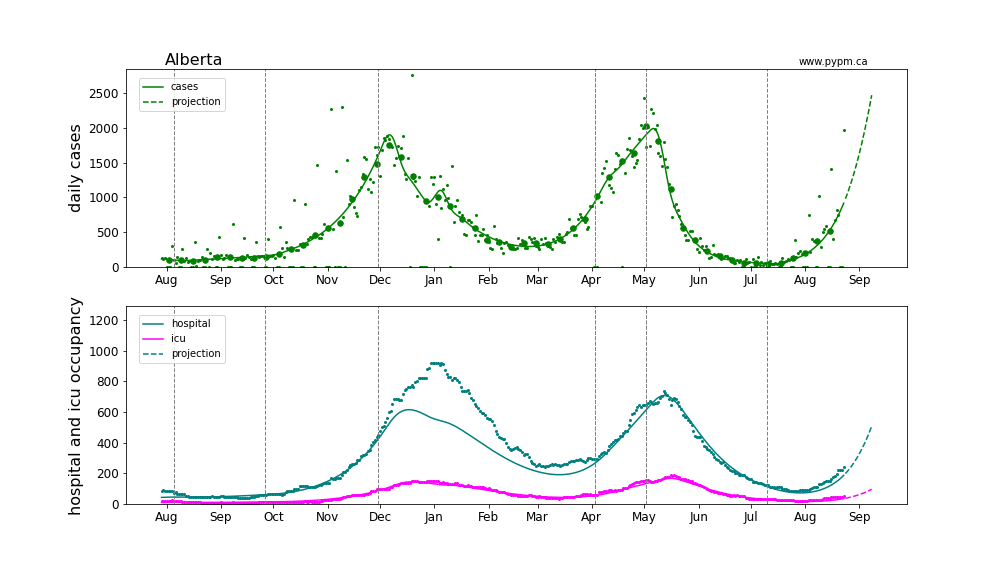 Alberta
www.pypm.ca
daily cases
2500
2000
1500
1000
500
0
cases
projection
Aug Sep Oct Nov Dec Jan Feb Mar Apr May Jun Jul Aug Sep
hospital and icu occupancy
1200
1000
800
600
400
200
0
hospital
icu
projection
Aug Sep Oct Nov Dec Jan Feb Mar Apr May Jun Jul Aug Sep